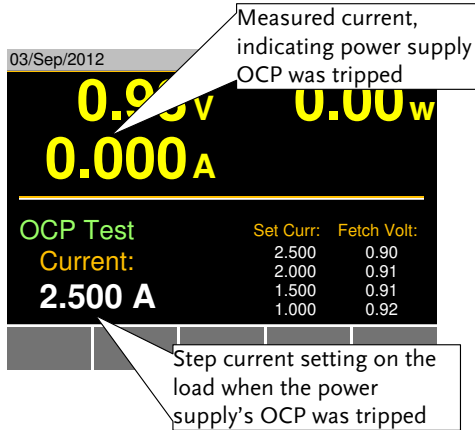 Measured current,
indicating power supply
OCP was tripped
03/Sep/2012
V 0.00 W
0.000 A
OCP Test
Current:
2.500 A
Set Curr: Fetch Volt:
2.500 0.90
2.000 0.91
1.500 0.91
1.000 0.92
Step current setting on the
load when the power
supply's OCP was tripped